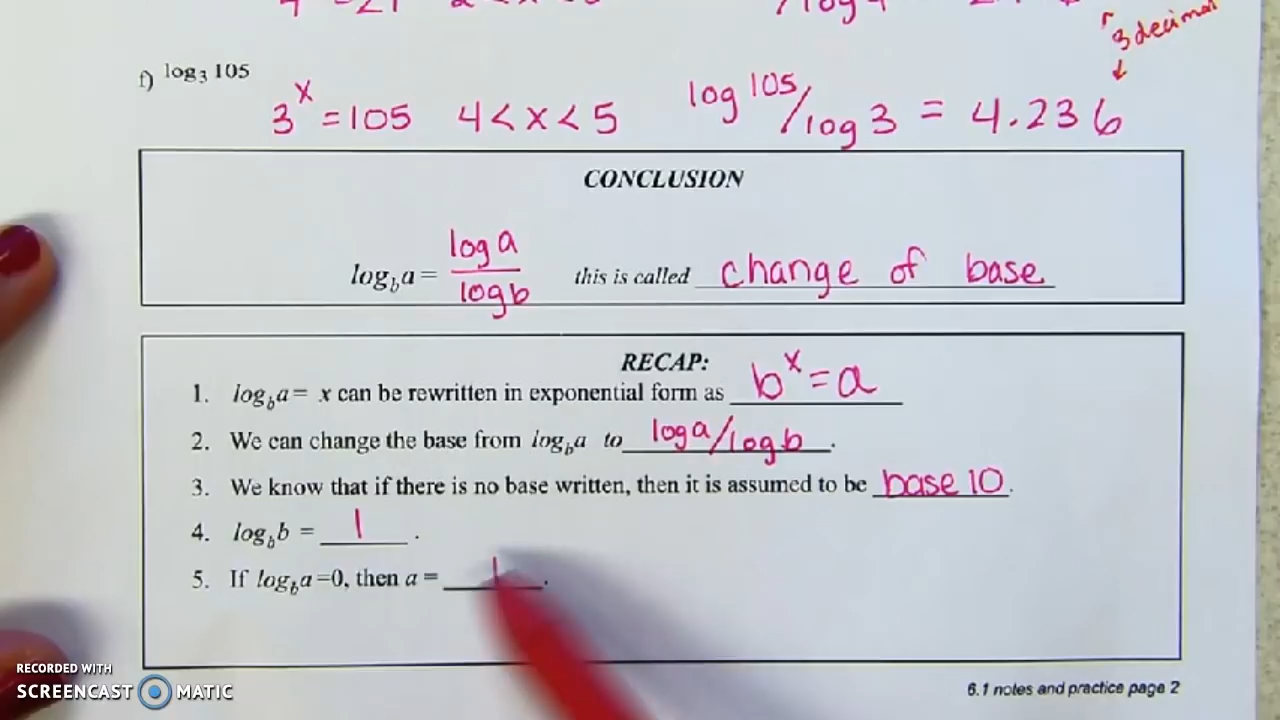 3 decimal
f) log₃ 105
3ˣ = 105 4 < x < 5 log 105/log 3 = 4.236
CONCLUSION
log_b a = log a / log b this is called change of base
RECAP:
1. log_b a = x can be rewritten in exponential form as bˣ = a
2. We can change the base from log_b a to log a/log b.
3. We know that if there is no base written, then it is assumed to be base 10.
4. log_b b = 1.
5. If log_b a =0, then a = 1.
RECORDED WITH
SCREENCAST MATIC
6.1 notes and practice page 2